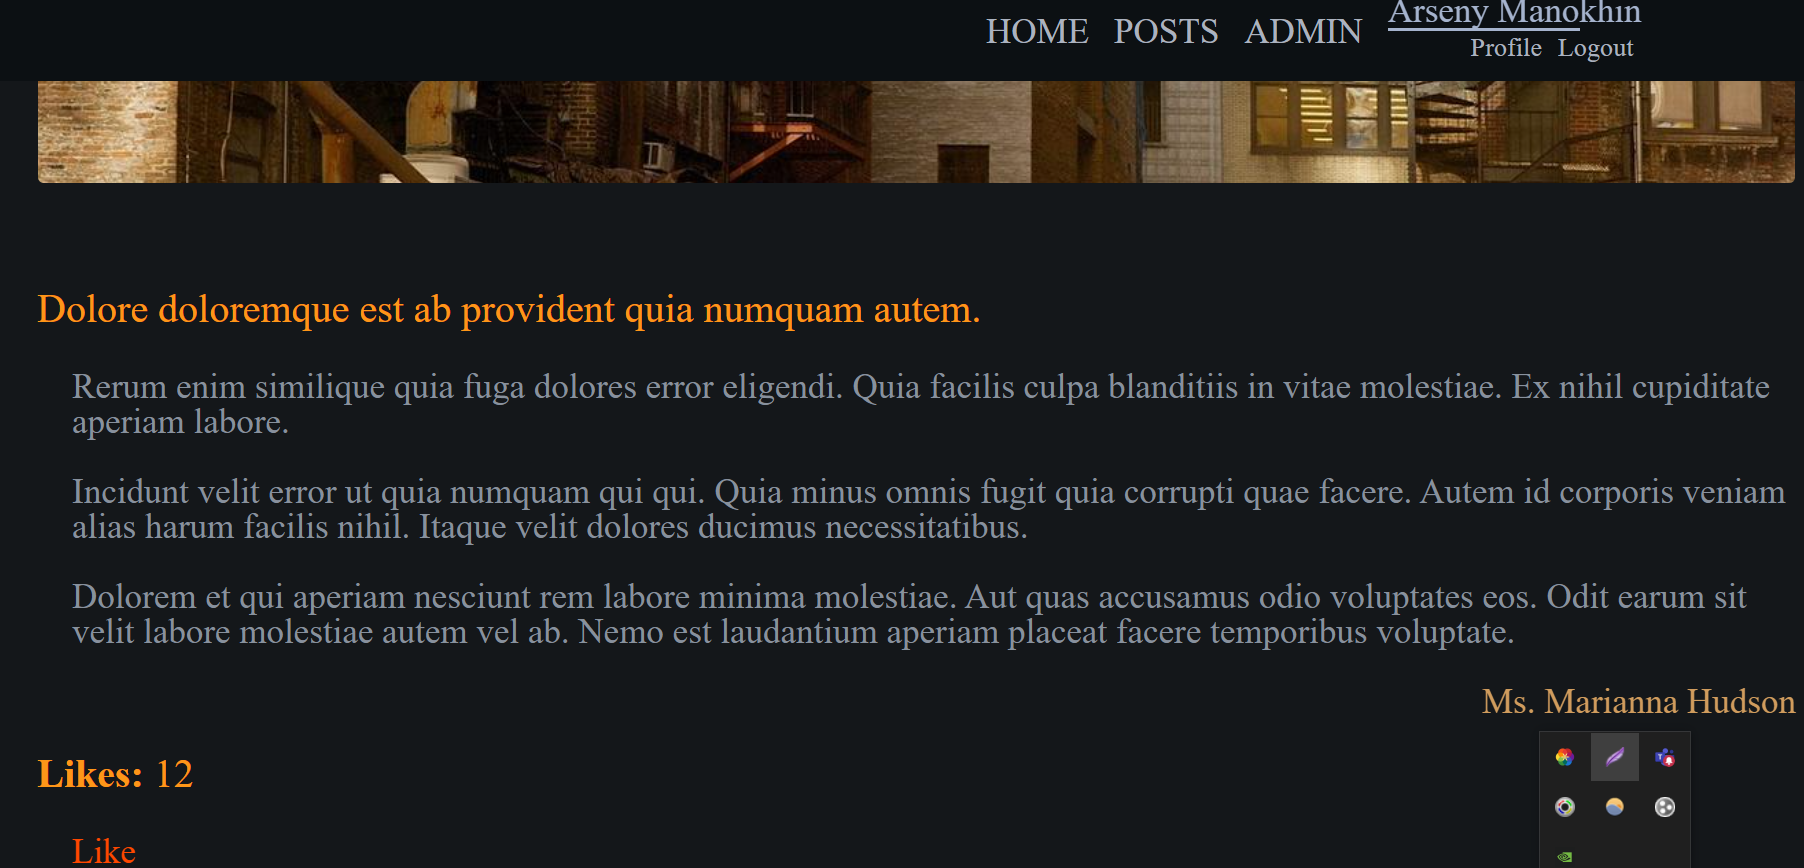 HOME POSTS ADMIN Arseny Manokhin
Profile Logout
Dolore doloremque est ab provident quia numquam autem.
Rerum enim similique quia fuga dolores error eligendi. Quia facilis culpa blanditiis in vitae molestiae. Ex nihil cupiditate
aperiam labore.
Incidunt velit error ut quia numquam qui qui. Quia minus omnis fugit quia corrupti quae facere. Autem id corporis veniam
alias harum facilis nihil. Itaque velit dolores ducimus necessitatibus.
Dolorem et qui aperiam nesciunt rem labore minima molestiae. Aut quas accusamus odio voluptates eos. Odit earum sit
velit labore molestiae autem vel ab. Nemo est laudantium aperiam placeat facere temporibus voluptate.
Ms. Marianna Hudson
Likes: 12
Like